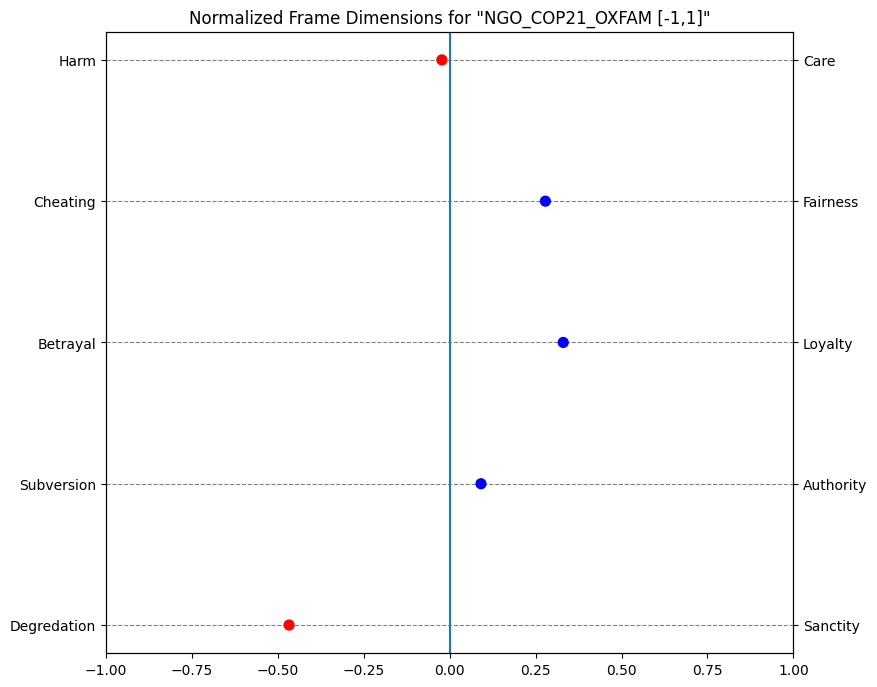 Normalized Frame Dimensions for "NGO_COP21_OXFAM [-1,1]"
Harm Care
Cheating Fairness
Betrayal Loyalty
Subversion Authority
Degredation Sanctity
−1.00 −0.75 −0.50 −0.25 0.00 0.25 0.50 0.75 1.00